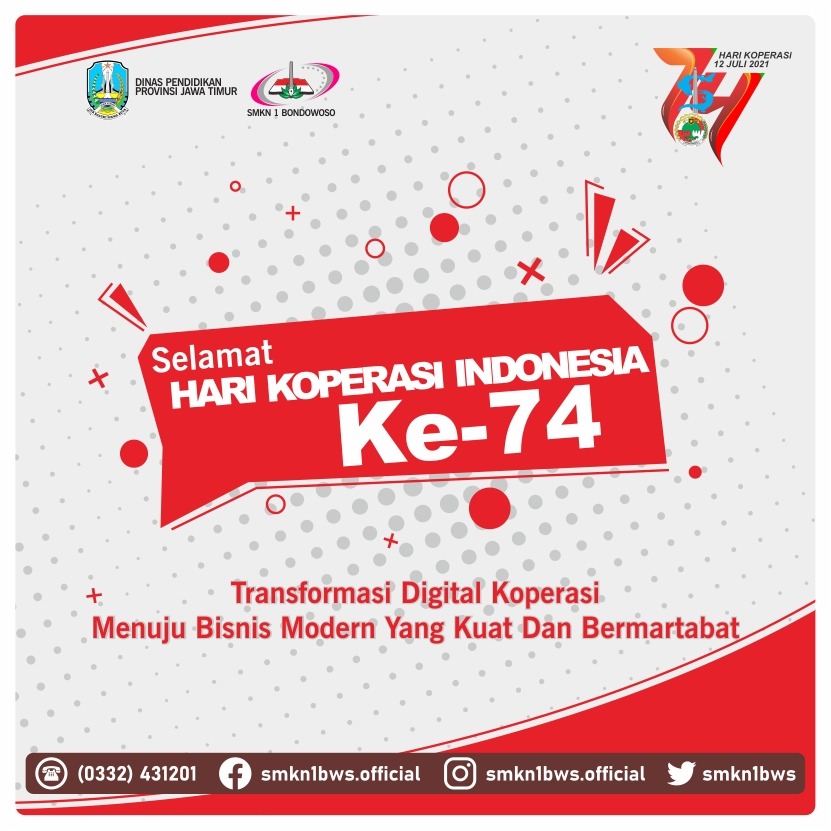 DINAS PENDIDIKAN
PROVINSI JAWA TIMUR
SMKN 1 BONDOWOSO
HARI KOPERASI
12 JULI 2021
74
Selamat
HARI KOPERASI INDONESIA
Ke-74
Transformasi Digital Koperasi
Menuju Bisnis Modern Yang Kuat Dan Bermartabat
(0332) 431201
smkn1bws.official
smkn1bws.official
smkn1bws